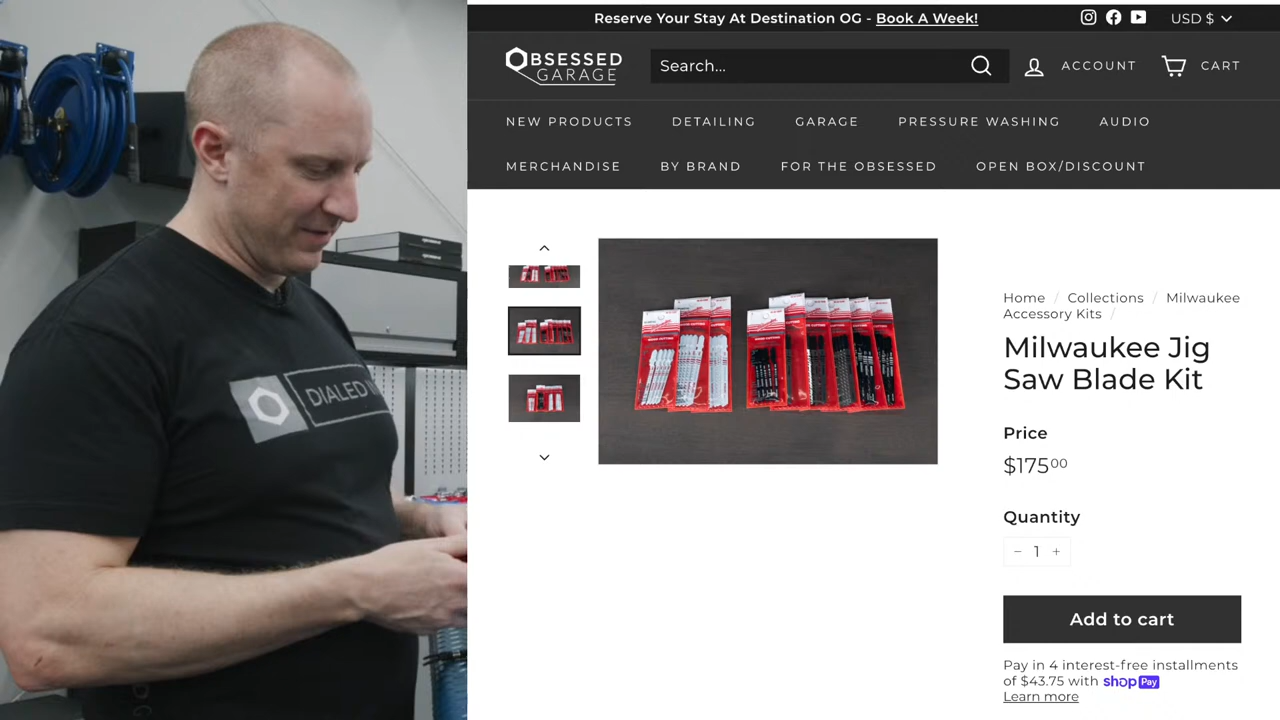 Reserve Your Stay At Destination OG - Book A Week!
USD $
OBSESSED
GARAGE
Search...
ACCOUNT
CART
NEW PRODUCTS
DETAILING
GARAGE
PRESSURE WASHING
AUDIO
MERCHANDISE
BY BRAND
FOR THE OBSESSED
OPEN BOX/DISCOUNT
DIALED
Home / Collections / Milwaukee
Accessory Kits /
Milwaukee Jig
Saw Blade Kit
Price
$175.00
Quantity
− 1 +
Add to cart
Pay in 4 interest-free installments
of $43.75 with shop Pay
Learn more